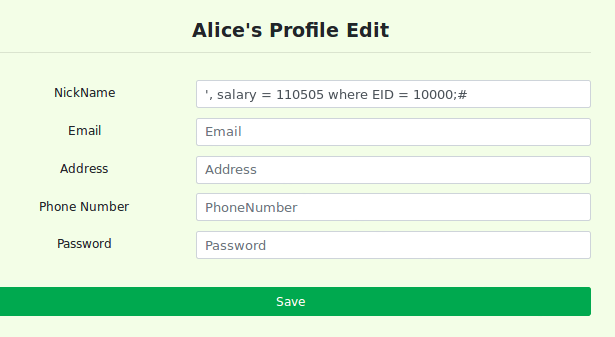 Alice's Profile Edit
NickName
', salary = 110505 where EID = 10000;#
Email
Email
Address
Address
Phone Number
PhoneNumber
Password
Password
Save